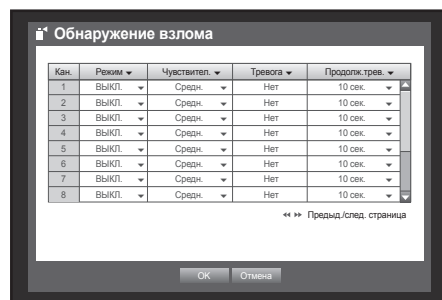 Обнаружение взлома
Кан. Режим Чувствител. Тревога Продолж.трев.
1 ВЫКЛ. Средн. Нет 10 сек.
2 ВЫКЛ. Средн. Нет 10 сек.
3 ВЫКЛ. Средн. Нет 10 сек.
4 ВЫКЛ. Средн. Нет 10 сек.
5 ВЫКЛ. Средн. Нет 10 сек.
6 ВЫКЛ. Средн. Нет 10 сек.
7 ВЫКЛ. Средн. Нет 10 сек.
8 ВЫКЛ. Средн. Нет 10 сек.
Предыд./след. страница
OK Отмена